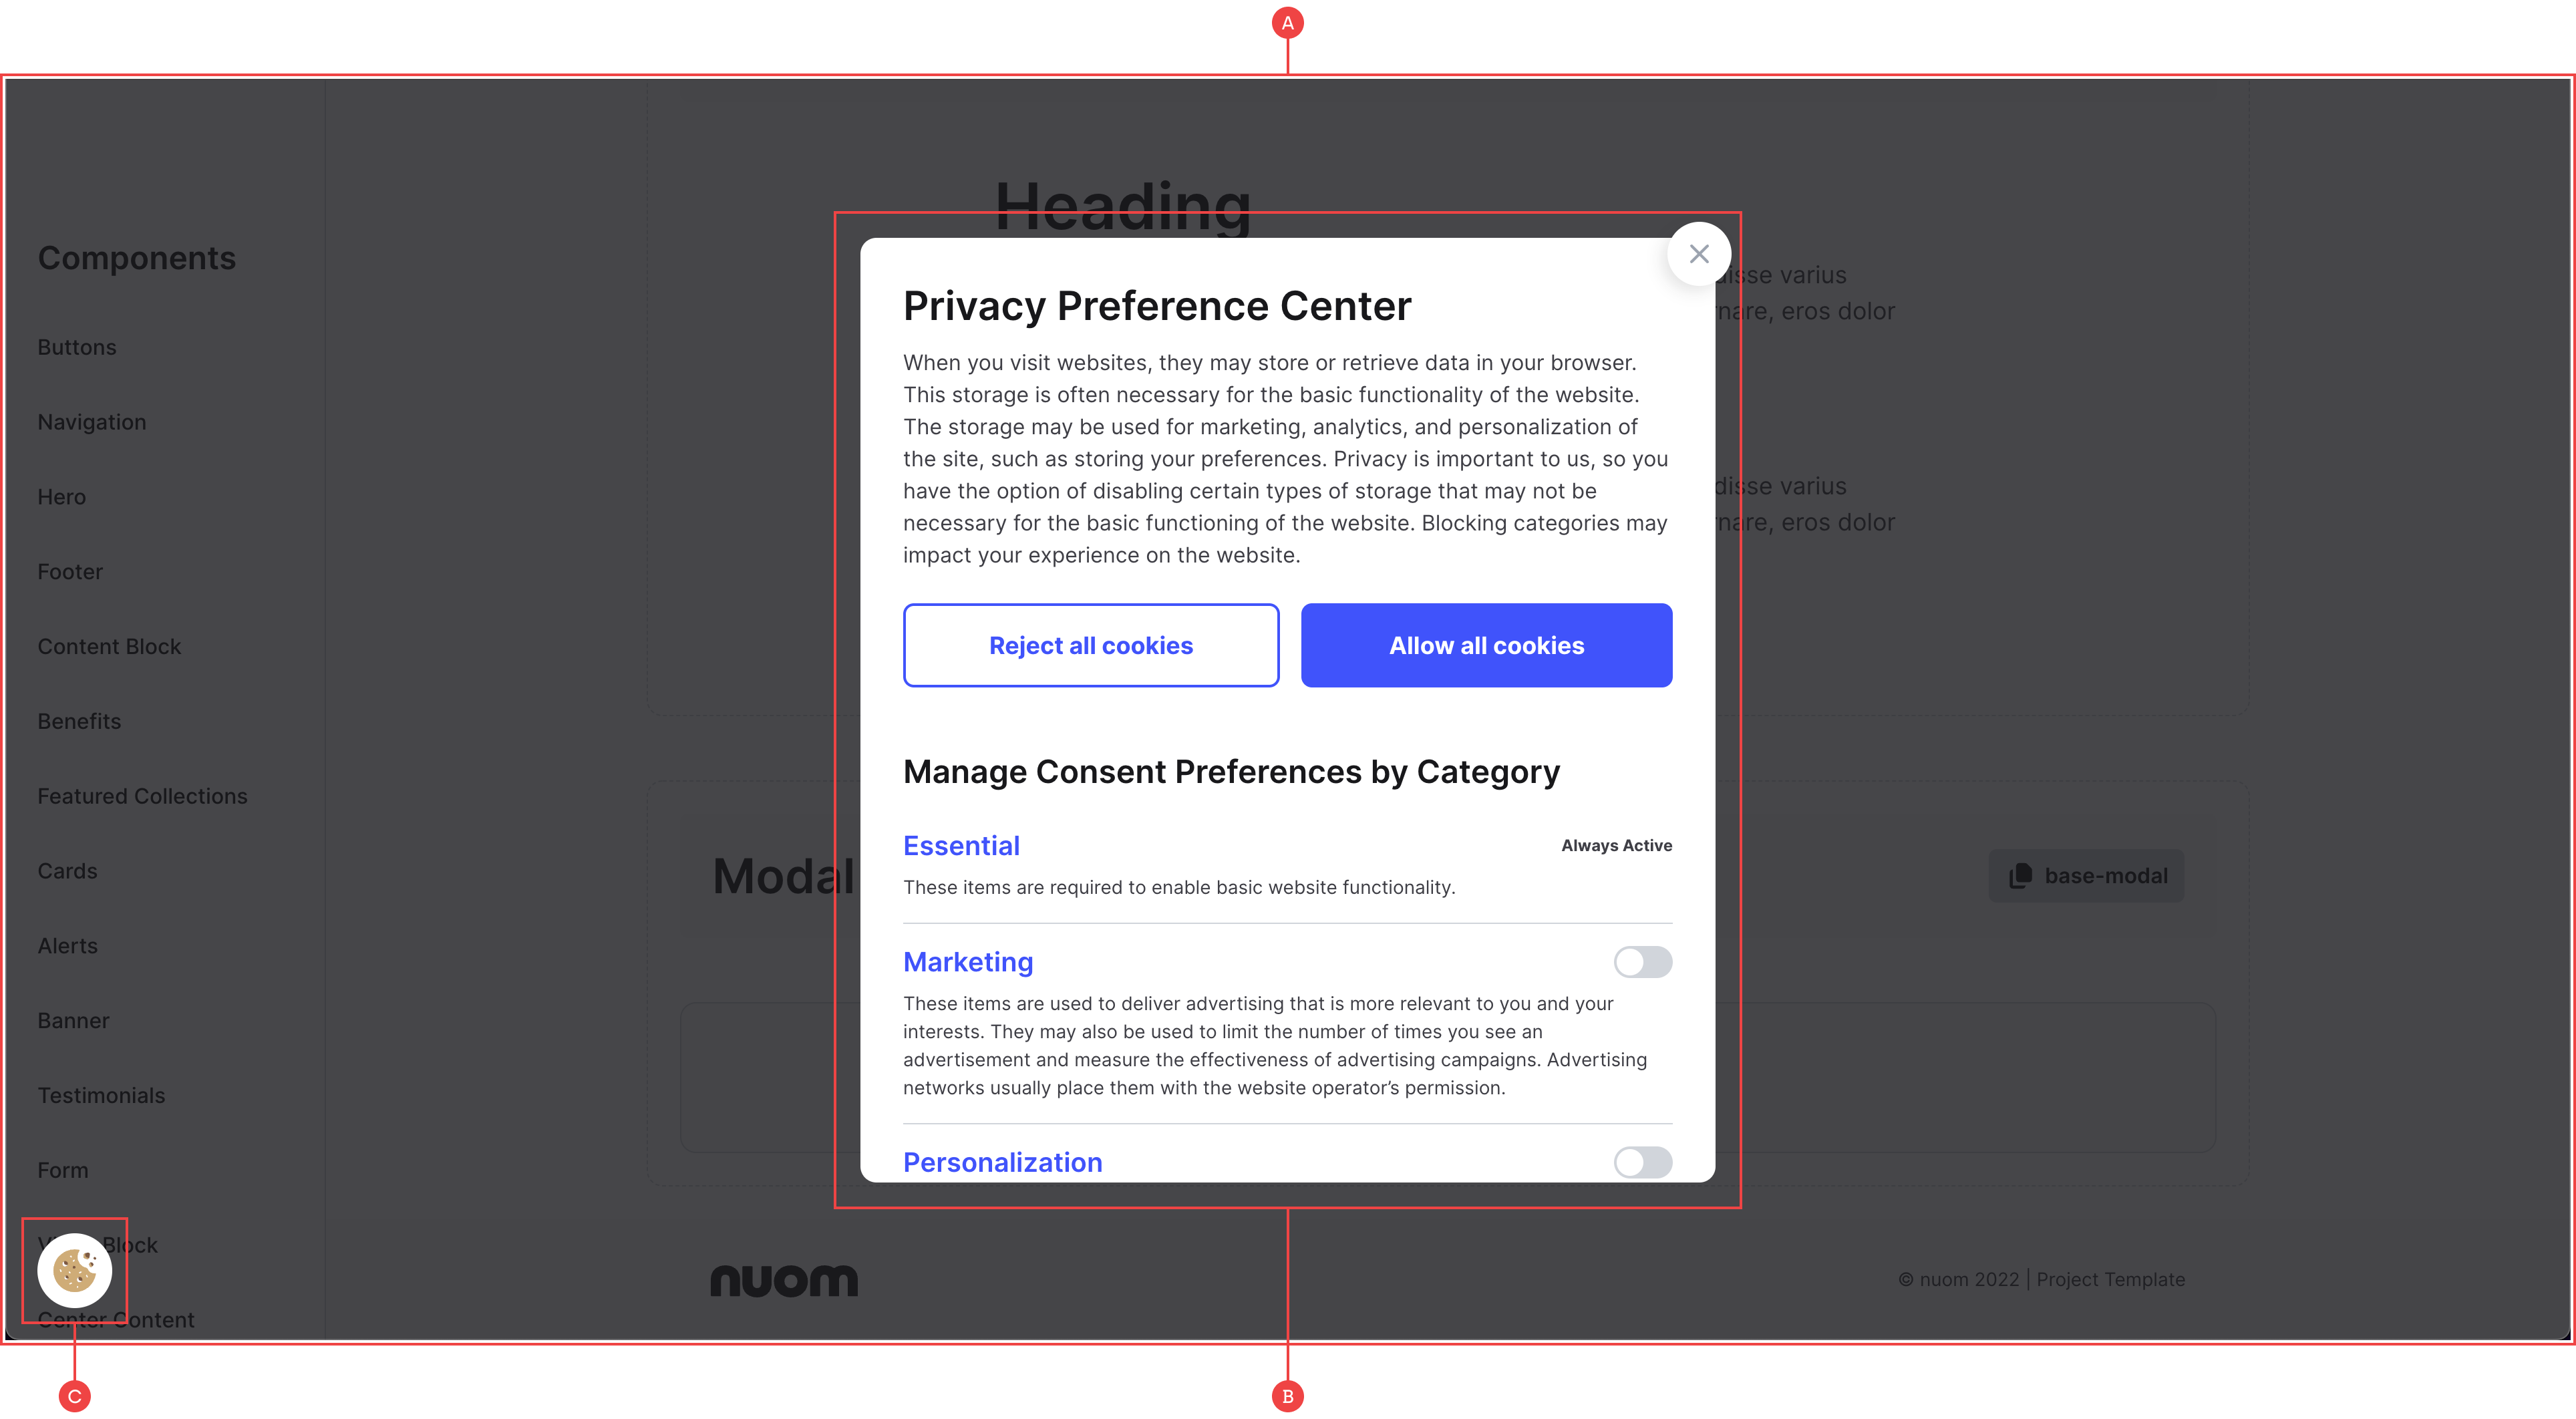 A
Heading
Components
Buttons
Navigation
Hero
Footer
Content Block
Benefits
Featured Collections
Cards
Alerts
Banner
Testimonials
Form
Block
Center Content
disse varius
nare, eros dolor
disse varius
nare, eros dolor
Privacy Preference Center
When you visit websites, they may store or retrieve data in your browser.
This storage is often necessary for the basic functionality of the website.
The storage may be used for marketing, analytics, and personalization of
the site, such as storing your preferences. Privacy is important to us, so you
have the option of disabling certain types of storage that may not be
necessary for the basic functioning of the website. Blocking categories may
impact your experience on the website.
Reject all cookies
Allow all cookies
Manage Consent Preferences by Category
Essential
Always Active
These items are required to enable basic website functionality.
Marketing
These items are used to deliver advertising that is more relevant to you and your
interests. They may also be used to limit the number of times you see an
advertisement and measure the effectiveness of advertising campaigns. Advertising
networks usually place them with the website operator’s permission.
Personalization
Modal
base-modal
nuom
© nuom 2022 | Project Template
C
B